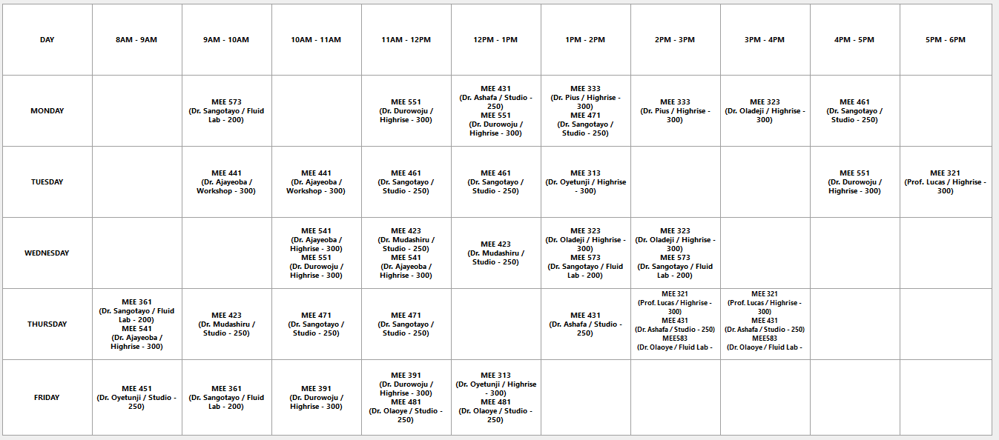 DAY
8AM - 9AM
9AM - 10AM
10AM - 11AM
11AM - 12PM
12PM - 1PM
1PM - 2PM
2PM - 3PM
3PM - 4PM
4PM - 5PM
5PM - 6PM
MONDAY
MEE 573
(Dr. Sangotayo / Fluid
Lab - 200)
MEE 551
(Dr. Durowoju /
Highrise - 300)
MEE 431
(Dr. Ashafa / Studio -
250)
MEE 551
(Dr. Durowoju /
Highrise - 300)
MEE 333
(Dr. Pius / Highrise -
300)
MEE 471
(Dr. Sangotayo /
Studio - 250)
MEE 333
(Dr. Pius / Highrise -
300)
MEE 323
(Dr. Oladeji / Highrise -
300)
MEE 461
(Dr. Sangotayo /
Studio - 250)
TUESDAY
MEE 441
(Dr. Ajayeoba /
Workshop - 300)
MEE 441
(Dr. Ajayeoba /
Workshop - 300)
MEE 461
(Dr. Sangotayo /
Studio - 250)
MEE 461
(Dr. Sangotayo /
Studio - 250)
MEE 313
(Dr. Oyetunji / Highrise
- 300)
MEE 551
(Dr. Durowoju /
Highrise - 300)
MEE 321
(Prof. Lucas / Highrise -
300)
WEDNESDAY
MEE 541
(Dr. Ajayeoba /
Highrise - 300)
MEE 551
(Dr. Durowoju /
Highrise - 300)
MEE 423
(Dr. Mudashiru /
Studio - 250)
MEE 541
(Dr. Ajayeoba /
Highrise - 300)
MEE 423
(Dr. Mudashiru /
Studio - 250)
MEE 323
(Dr. Oladeji / Highrise -
300)
MEE 573
(Dr. Sangotayo / Fluid
Lab - 200)
MEE 323
(Dr. Oladeji / Highrise -
300)
MEE 573
(Dr. Sangotayo / Fluid
Lab - 200)
THURSDAY
MEE 361
(Dr. Sangotayo / Fluid
Lab - 200)
MEE 541
(Dr. Ajayeoba /
Highrise - 300)
MEE 423
(Dr. Mudashiru /
Studio - 250)
MEE 471
(Dr. Sangotayo /
Studio - 250)
MEE 471
(Dr. Sangotayo /
Studio - 250)
MEE 431
(Dr. Ashafa / Studio -
250)
MEE 321
(Prof. Lucas / Highrise -
300)
MEE 431
(Dr. Ashafa / Studio - 250)
MEE583
(Dr. Olaoye / Fluid Lab -
MEE 321
(Prof. Lucas / Highrise -
300)
MEE 431
(Dr. Ashafa / Studio - 250)
MEE583
(Dr. Olaoye / Fluid Lab -
FRIDAY
MEE 451
(Dr. Oyetunji / Studio -
250)
MEE 361
(Dr. Sangotayo / Fluid
Lab - 200)
MEE 391
(Dr. Durowoju /
Highrise - 300)
MEE 391
(Dr. Durowoju /
Highrise - 300)
MEE 481
(Dr. Olaoye / Studio -
250)
MEE 313
(Dr. Oyetunji / Highrise
- 300)
MEE 481
(Dr. Olaoye / Studio -
250)